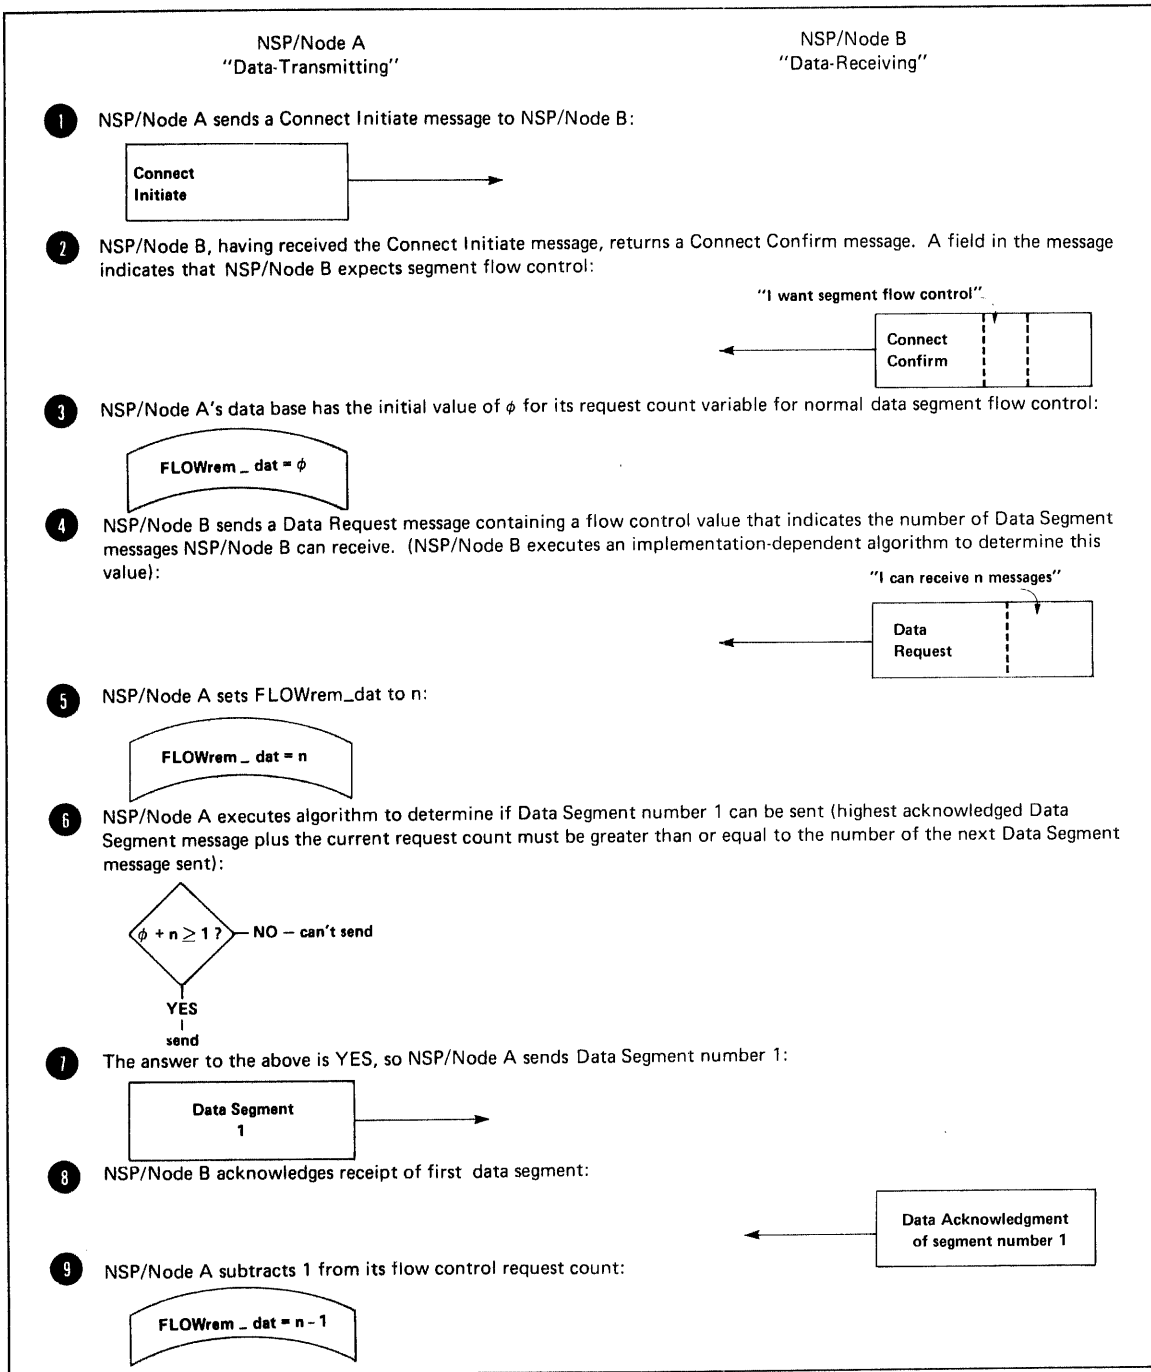 NSP/Node A
"Data-Transmitting"
NSP/Node B
"Data-Receiving"
1 NSP/Node A sends a Connect Initiate message to NSP/Node B:
Connect
Initiate
2 NSP/Node B, having received the Connect Initiate message, returns a Connect Confirm message. A field in the message
indicates that NSP/Node B expects segment flow control:
"I want segment flow control"
Connect
Confirm
3 NSP/Node A's data base has the initial value of ϕ for its request count variable for normal data segment flow control:
FLOWrem_dat = ϕ
4 NSP/Node B sends a Data Request message containing a flow control value that indicates the number of Data Segment
messages NSP/Node B can receive. (NSP/Node B executes an implementation-dependent algorithm to determine this
value):
"I can receive n messages"
Data
Request
5 NSP/Node A sets FLOWrem_dat to n:
FLOWrem_dat = n
6 NSP/Node A executes algorithm to determine if Data Segment number 1 can be sent (highest acknowledged Data
Segment message plus the current request count must be greater than or equal to the number of the next Data Segment
message sent):
ϕ + n ≥ 1 ? NO – can't send
YES
send
7 The answer to the above is YES, so NSP/Node A sends Data Segment number 1:
Data Segment
1
8 NSP/Node B acknowledges receipt of first data segment:
Data Acknowledgment
of segment number 1
9 NSP/Node A subtracts 1 from its flow control request count:
FLOWrem_dat = n - 1